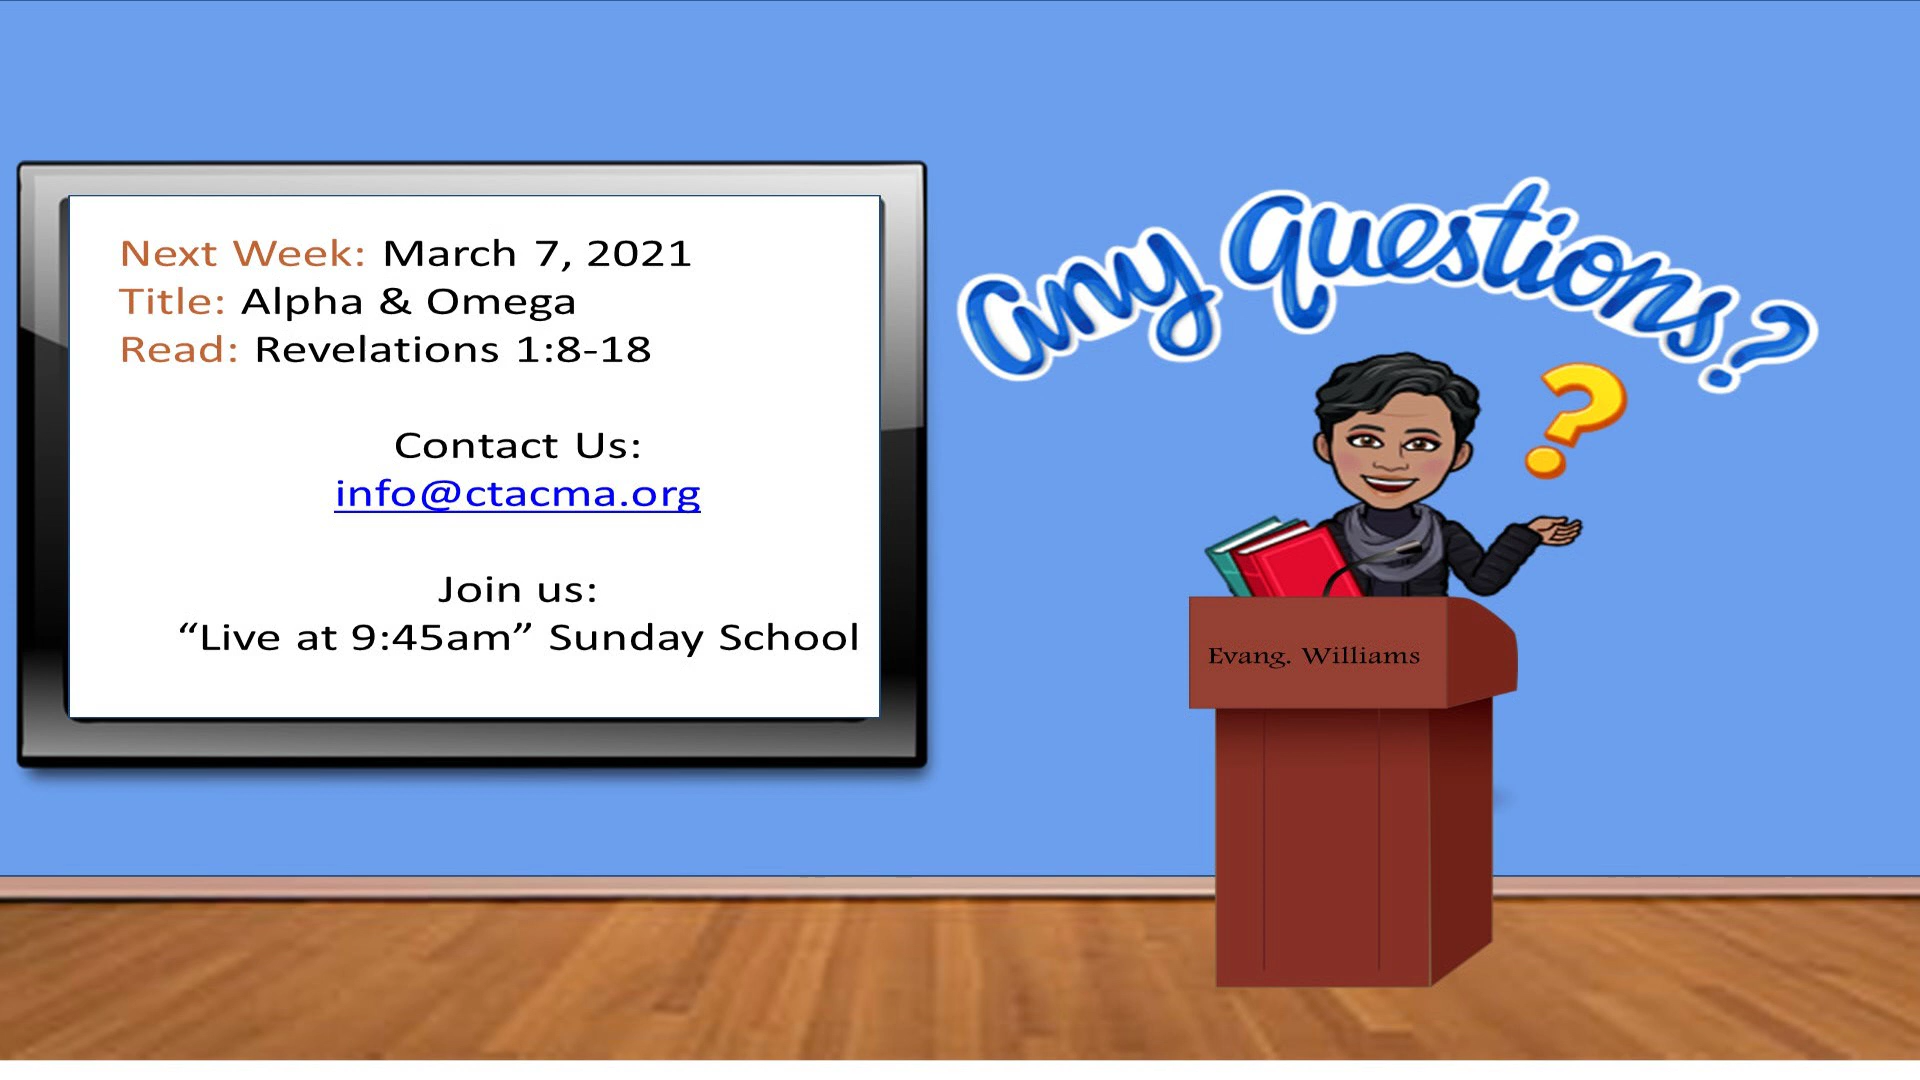 Next Week: March 7, 2021
Title: Alpha & Omega
Read: Revelations 1:8-18
Contact Us:
info@ctacma.org
Join us:
“Live at 9:45am” Sunday School
any questions?
?
Evang. Williams